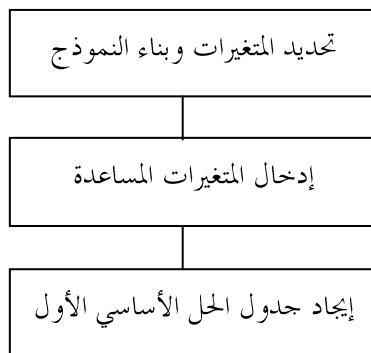 تحديد المتغيرات وبناء النموذج
إدخال المتغيرات المساعدة
إيجاد جدول الحل الأساسي الأول